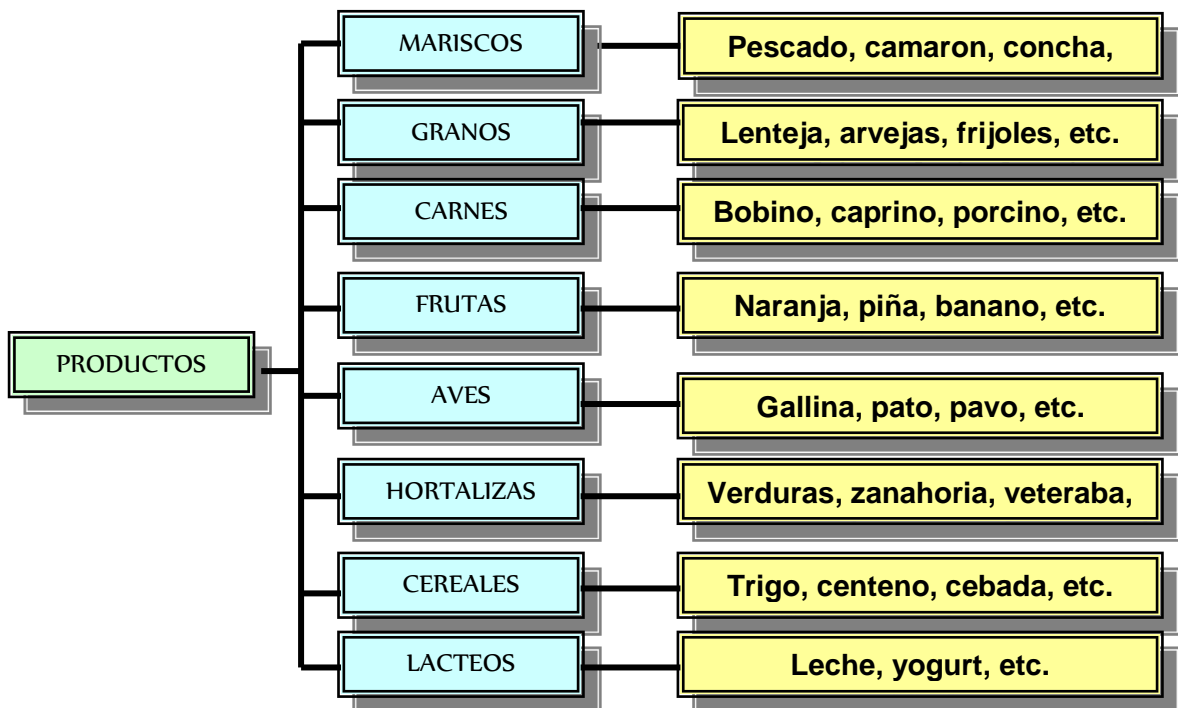 MARISCOS
Pescado, camaron, concha,
GRANOS
Lenteja, arvejas, frijoles, etc.
CARNES
Bobino, caprino, porcino, etc.
FRUTAS
Naranja, piña, banano, etc.
PRODUCTOS
AVES
Gallina, pato, pavo, etc.
HORTALIZAS
Verduras, zanahoria, veteraba,
CEREALES
Trigo, centeno, cebada, etc.
LACTEOS
Leche, yogurt, etc.